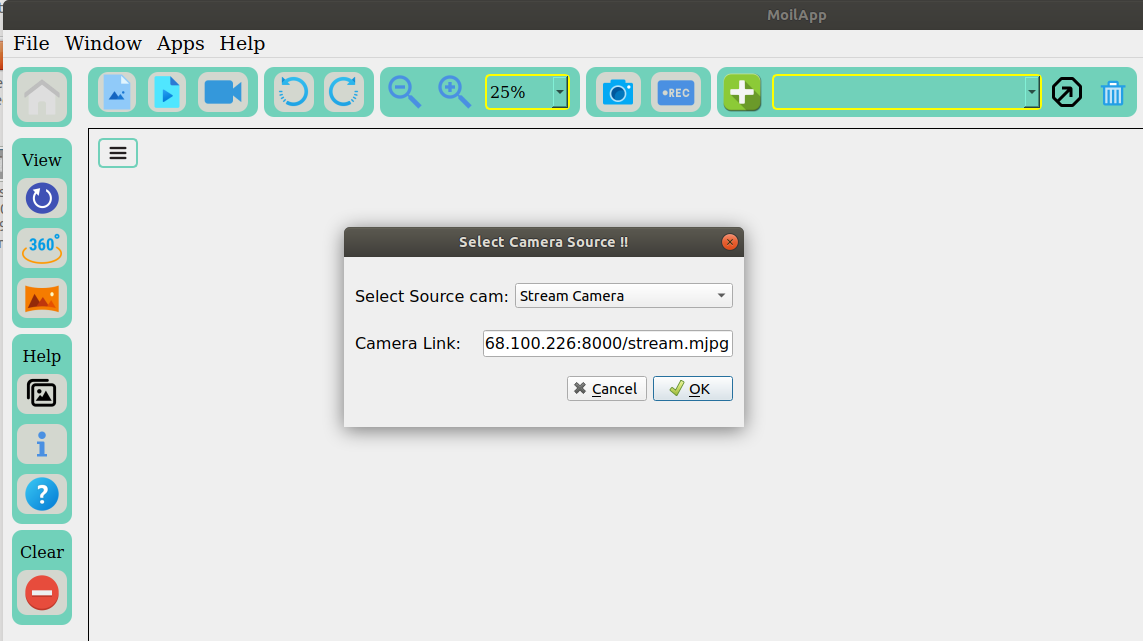 MoilApp
File Window Apps Help
25%
REC
View
360°
Select Camera Source !!
Select Source cam: Stream Camera
Camera Link: 68.100.226:8000/stream.mjpg
Cancel OK
Help
i
?
Clear